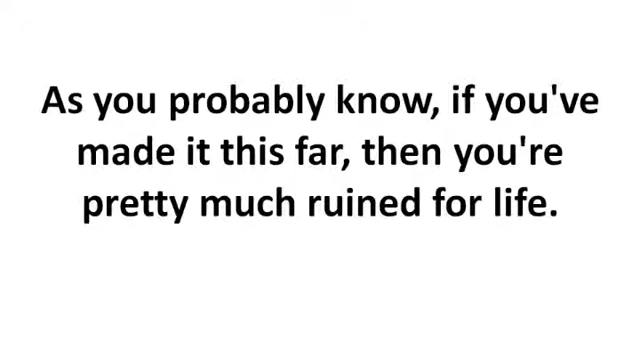 As you probably know, if you've
made it this far, then you're
pretty much ruined for life.